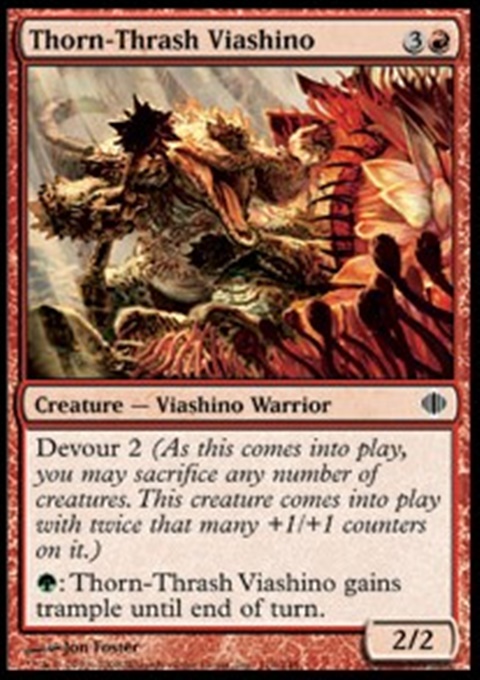 Thorn-Thrash Viashino 3
Creature — Viashino Warrior
Devour 2 (As this comes into play,
you may sacrifice any number of
creatures. This creature comes into play
with twice that many +1/+1 counters
on it.)
: Thorn-Thrash Viashino gains
trample until end of turn.
Jon Foster
2/2